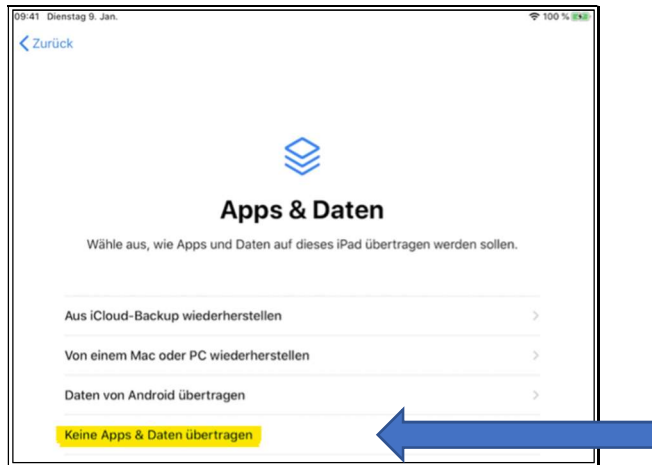 09:41 Dienstag 9. Jan. 100 %
Zurück
Apps & Daten
Wähle aus, wie Apps und Daten auf dieses iPad übertragen werden sollen.
Aus iCloud-Backup wiederherstellen
Von einem Mac oder PC wiederherstellen
Daten von Android übertragen
Keine Apps & Daten übertragen